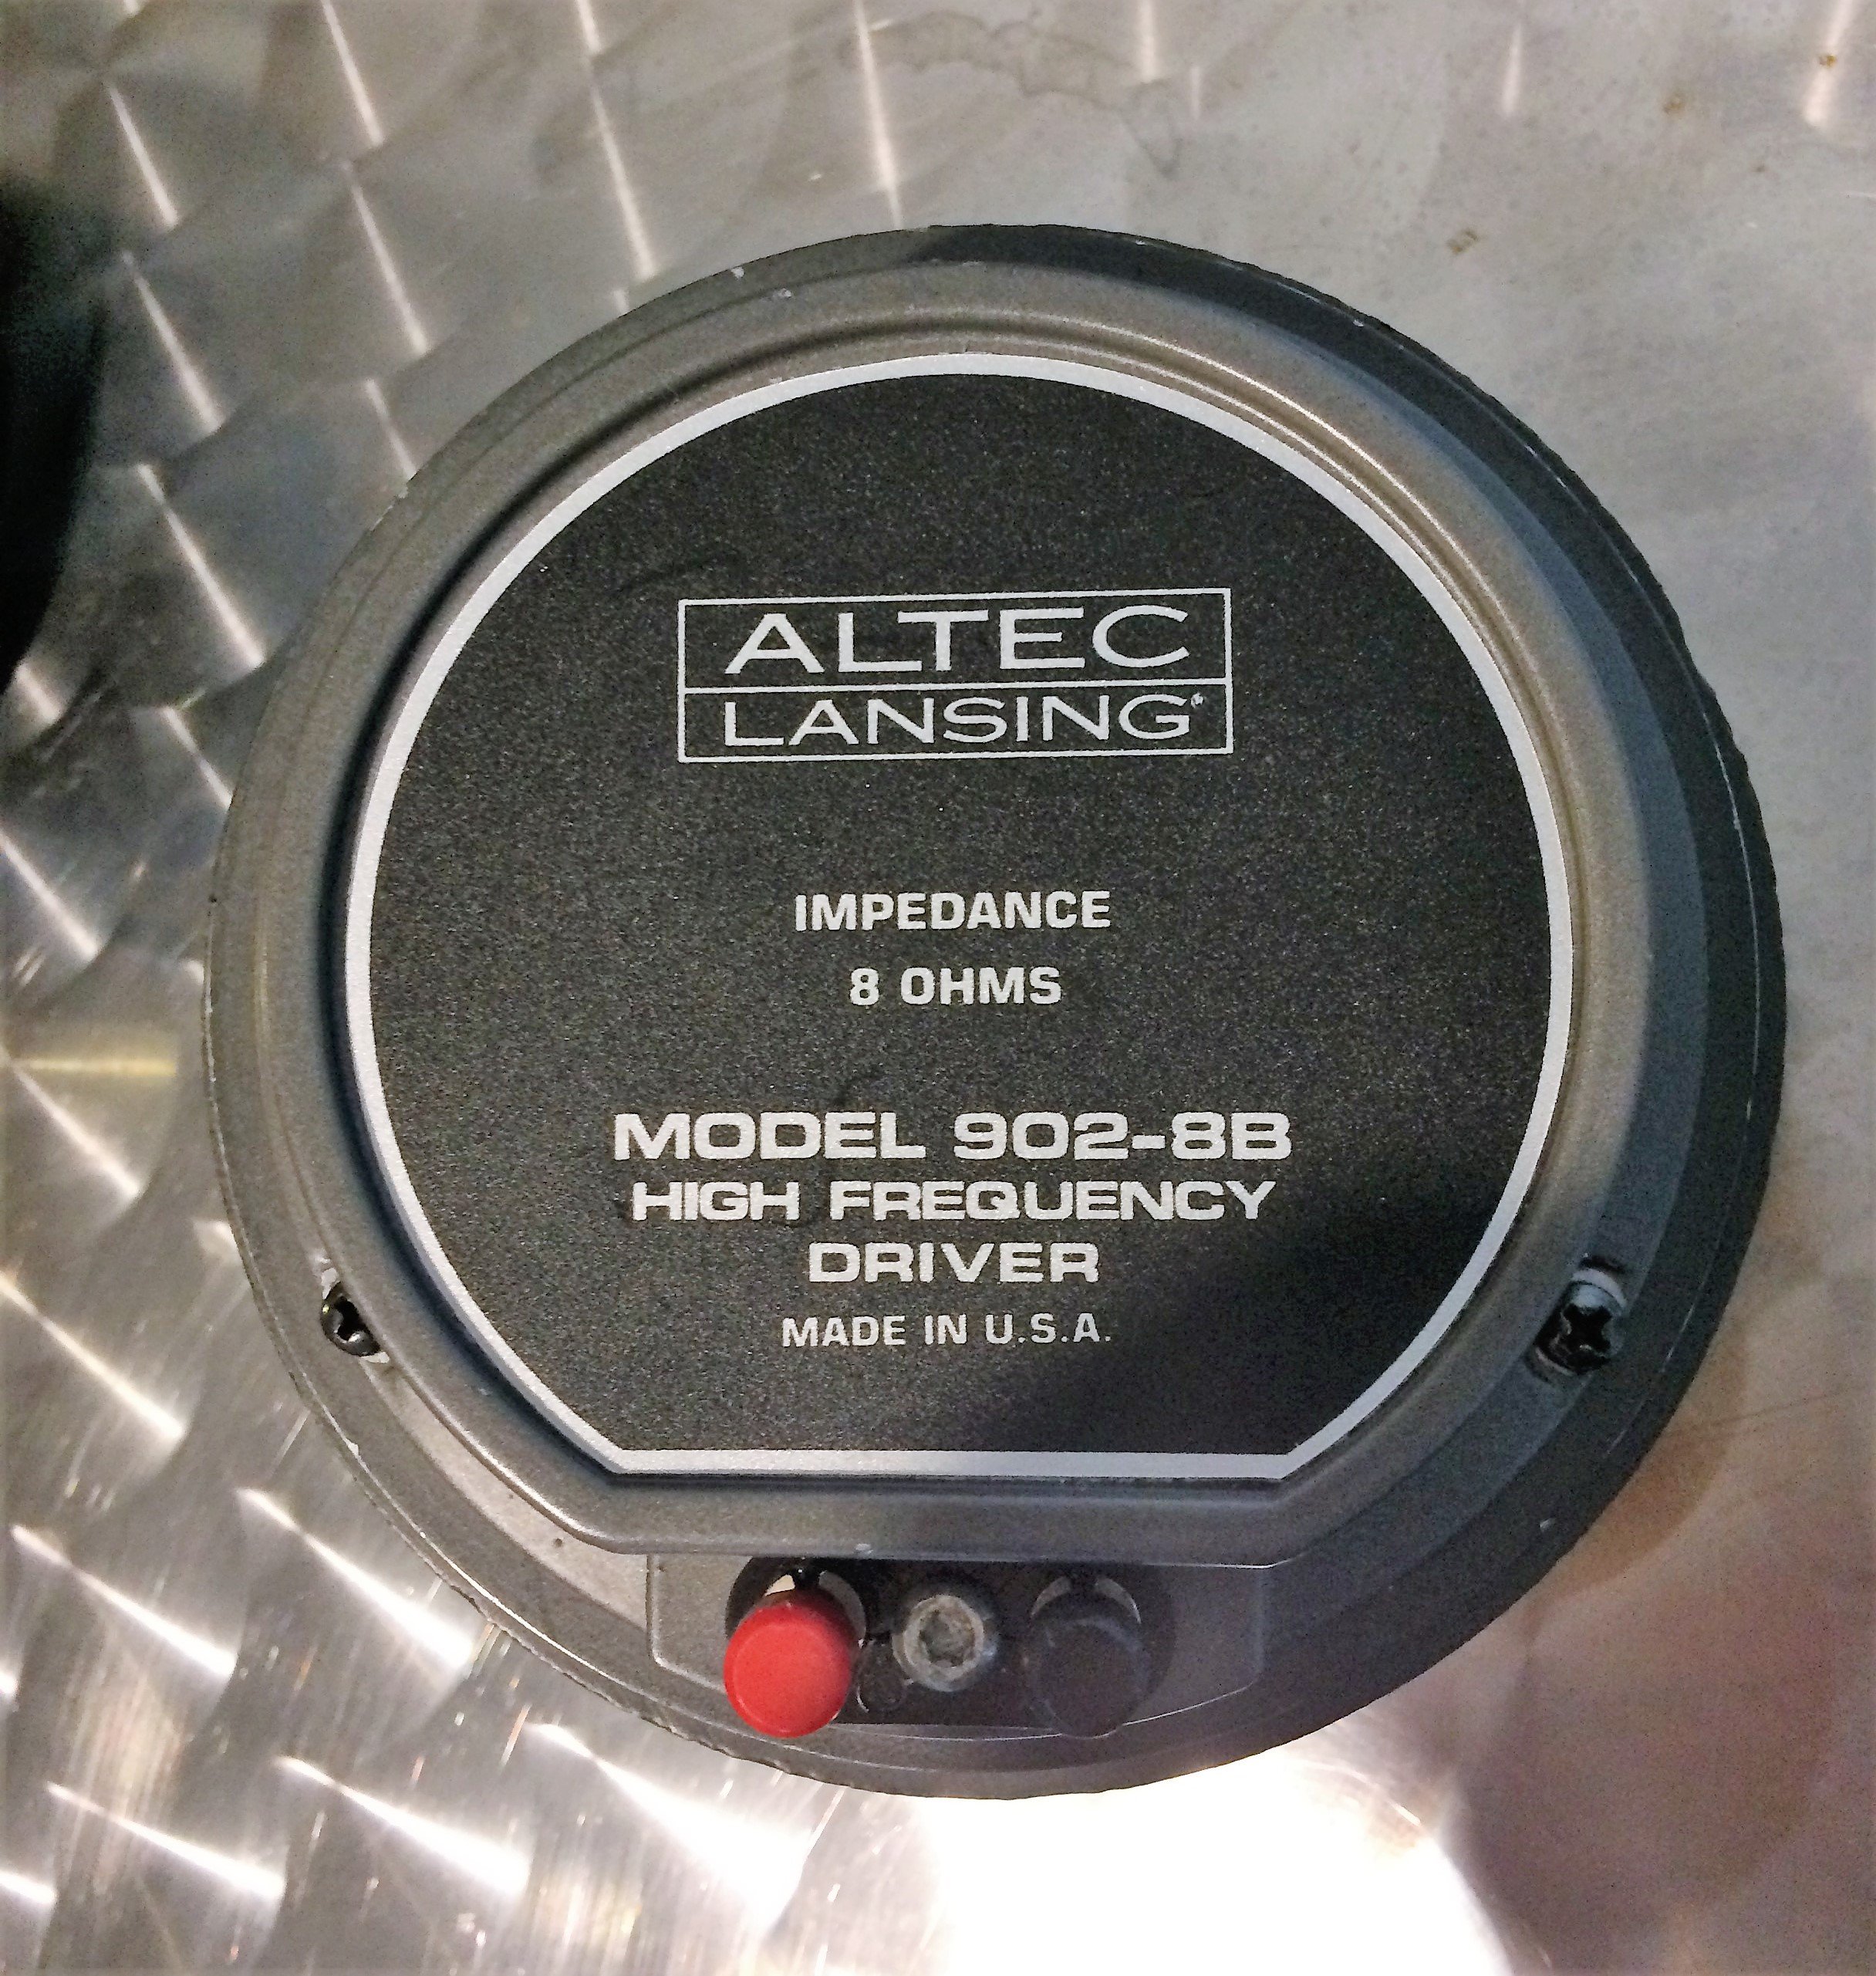 ALTEC
LANSING®
IMPEDANCE
8 OHMS
MODEL 902-8B
HIGH FREQUENCY
DRIVER
MADE IN U.S.A.